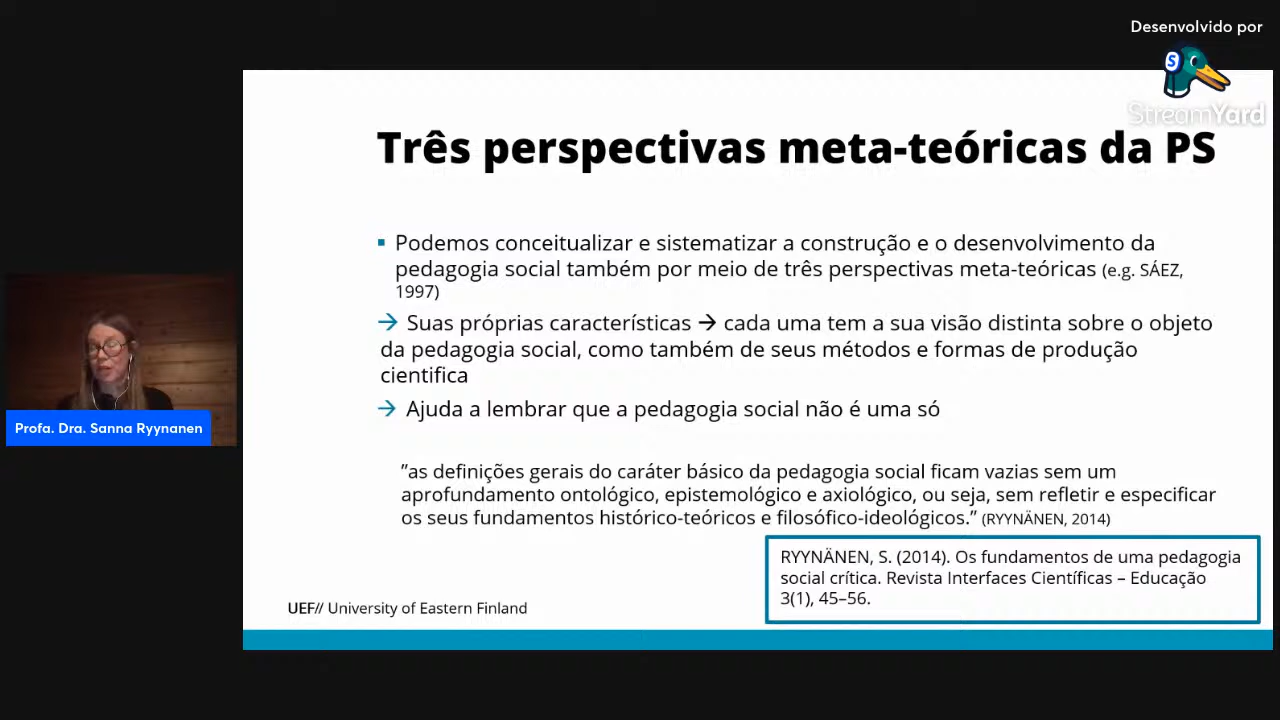 Desenvolvido por
StreamYard
Três perspectivas meta-teóricas da PS
▪ Podemos conceitualizar e sistematizar a construção e o desenvolvimento da
pedagogia social também por meio de três perspectivas meta-teóricas (e.g. SÁEZ,
1997)
→ Suas próprias características → cada uma tem a sua visão distinta sobre o objeto
da pedagogia social, como também de seus métodos e formas de produção
cientifica
→ Ajuda a lembrar que a pedagogia social não é uma só
”as definições gerais do caráter básico da pedagogia social ficam vazias sem um
aprofundamento ontológico, epistemológico e axiológico, ou seja, sem refletir e especificar
os seus fundamentos histórico-teóricos e filosófico-ideológicos.” (RYYNÄNEN, 2014)
RYYNÄNEN, S. (2014). Os fundamentos de uma pedagogia
social crítica. Revista Interfaces Científicas – Educação
3(1), 45–56.
UEF// University of Eastern Finland
Profa. Dra. Sanna Ryynanen